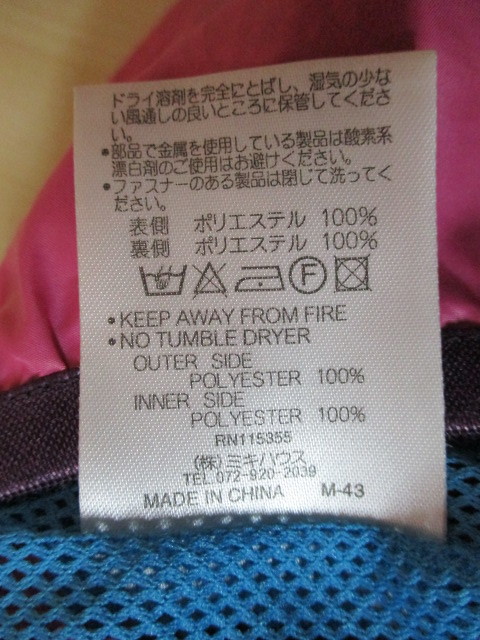 ドライ溶剤を完全にとばし、湿気の少な
い風通しの良いところに保管してくださ
い。
●部品で金属を使用している製品は酸素系
漂白剤のご使用はお避けください。
●ファスナーのある製品は閉じて洗ってく
ださい。
表側 ポリエステル 100%
裏側 ポリエステル 100%
F
●KEEP AWAY FROM FIRE
●NO TUMBLE DRYER
OUTER SIDE
POLYESTER 100%
INNER SIDE
POLYESTER 100%
RN115355
(株)ミキハウス
TEL.072-920-2039
MADE IN CHINA M-43